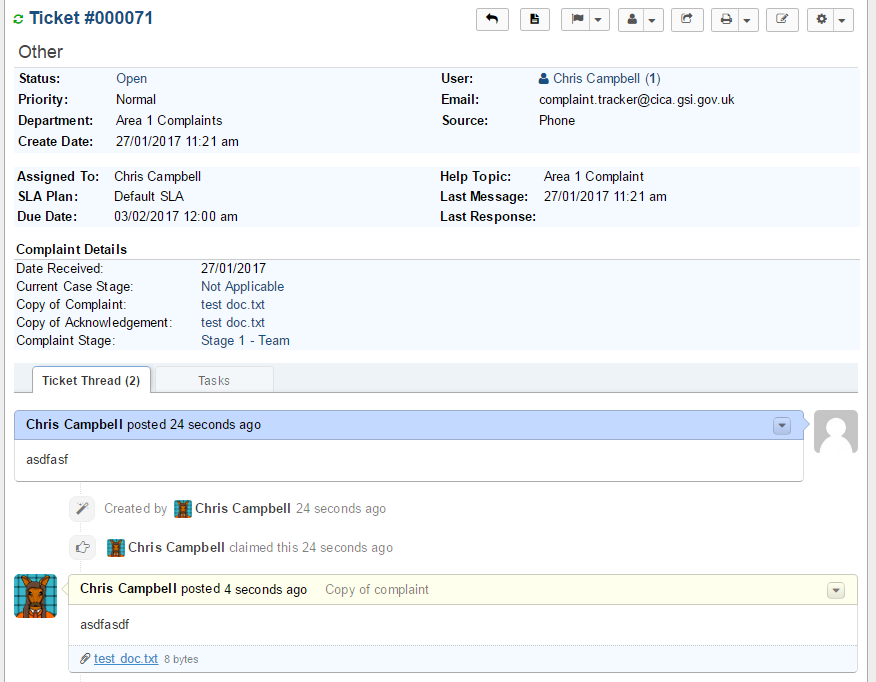 Ticket #000071
Other
Status: Open
User: Chris Campbell (1)
Priority: Normal
Email: complaint.tracker@cica.gsi.gov.uk
Department: Area 1 Complaints
Source: Phone
Create Date: 27/01/2017 11:21 am
Assigned To: Chris Campbell
Help Topic: Area 1 Complaint
SLA Plan: Default SLA
Last Message: 27/01/2017 11:21 am
Due Date: 03/02/2017 12:00 am
Last Response:
Complaint Details
Date Received: 27/01/2017
Current Case Stage: Not Applicable
Copy of Complaint: test doc.txt
Copy of Acknowledgement: test doc.txt
Complaint Stage: Stage 1 - Team
Ticket Thread (2) Tasks
Chris Campbell posted 24 seconds ago
asdfasf
Created by Chris Campbell 24 seconds ago
Chris Campbell claimed this 24 seconds ago
Chris Campbell posted 4 seconds ago Copy of complaint
asdfasdf
test doc.txt 8 bytes